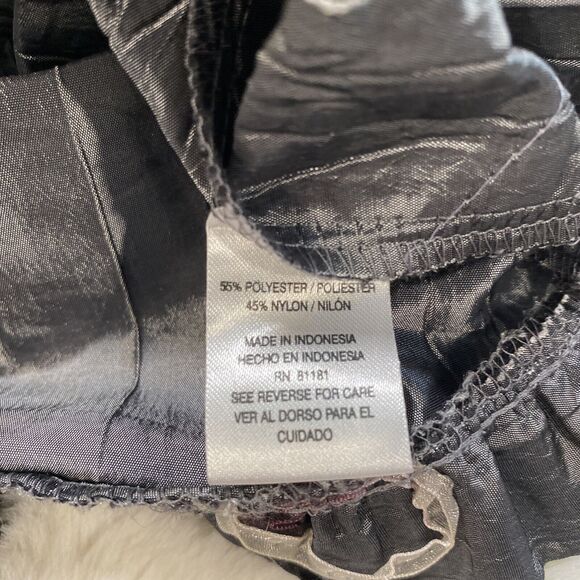 55% POLYESTER / POLIÉSTER
45% NYLON / NILÓN
MADE IN INDONESIA
HECHO EN INDONESIA
RN 81181
SEE REVERSE FOR CARE
VER AL DORSO PARA EL
CUIDADO